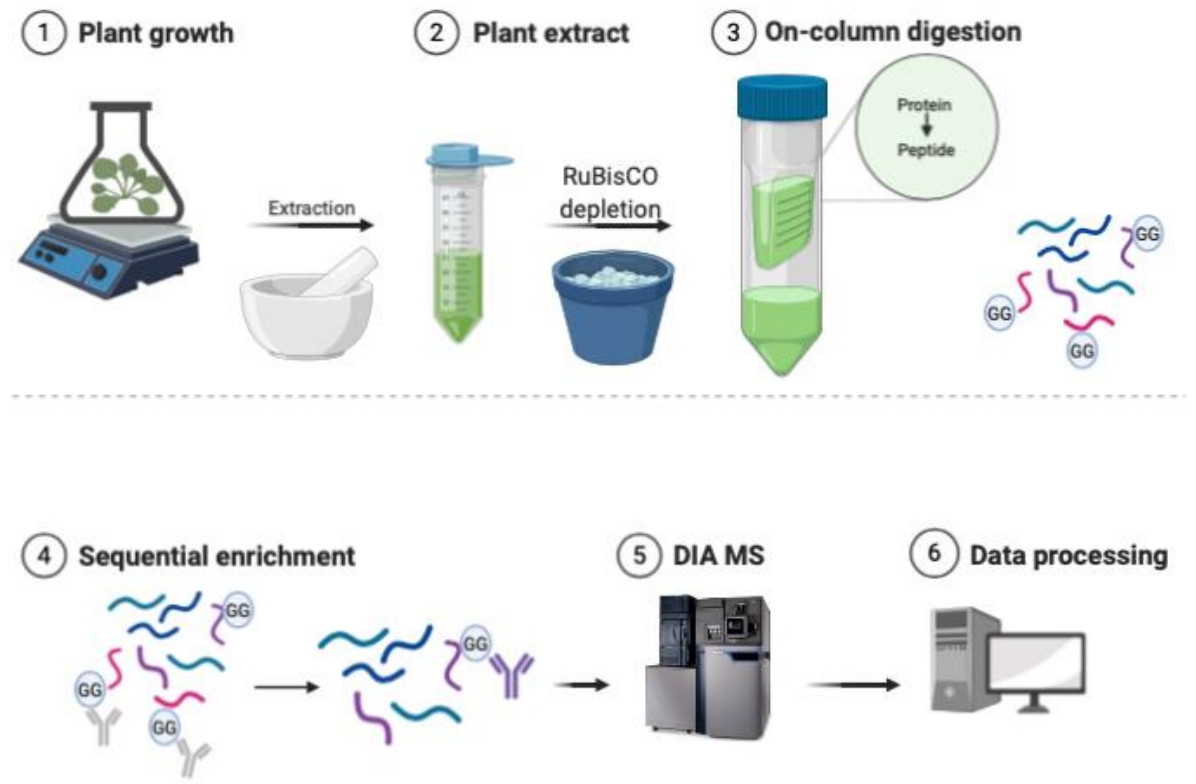 1 Plant growth
2 Plant extract
3 On-column digestion
Extraction
RuBisCO
depletion
Protein
Peptide
GG
GG
GG
4 Sequential enrichment
5 DIA MS
6 Data processing
GG
GG
GG
GG